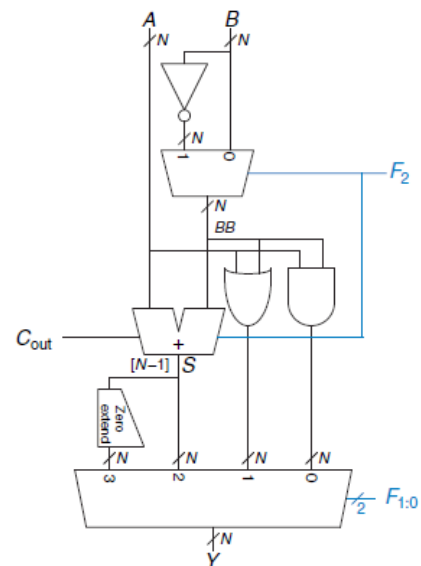 A B
N N
N
1 0
F2
N
BB
Cout
+
[N–1] S
Zero
extend
N N N N
3 2 1 0
2 F1:0
N
Y